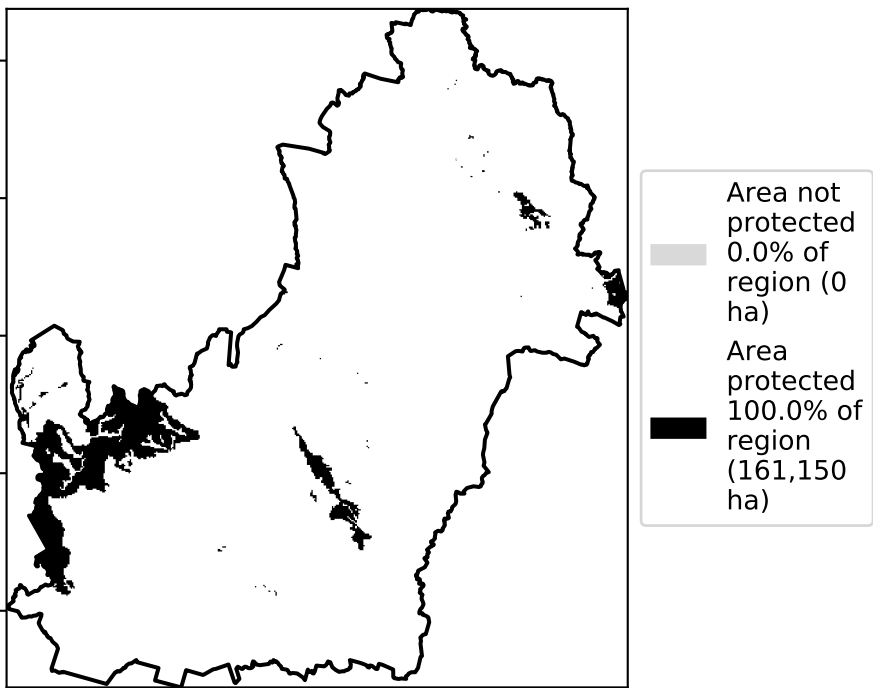 Area not
protected
0.0% of
region (0
ha)
Area
protected
100.0% of
region
(161,150
ha)